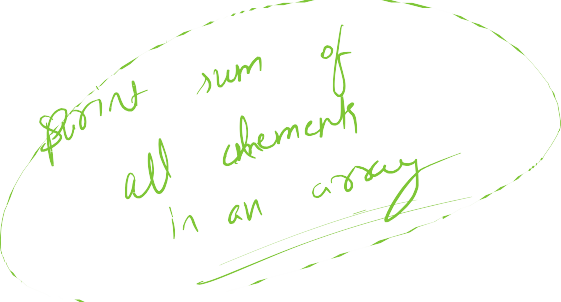 print sum of
all elements
in an array